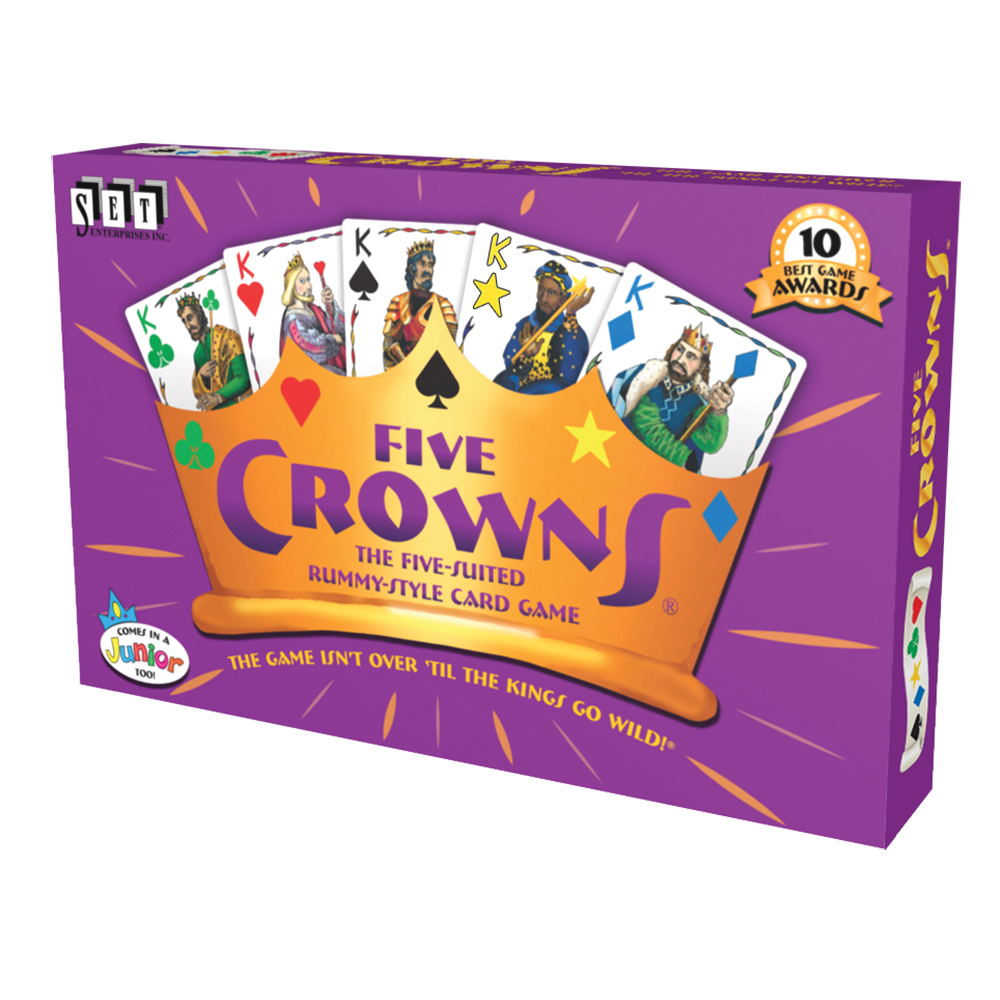 CROWNS
SET
ENTERPRISES INC.
K
K
K
K
K
10
BEST GAME
AWARDS
FIVE
CROWNS
®
THE FIVE-SUITED
RUMMY-STYLE CARD GAME
COMES IN A
Junior
TOO!
THE GAME ISN'T OVER 'TIL THE KINGS GO WILD!®
FIVE
CROWNS®